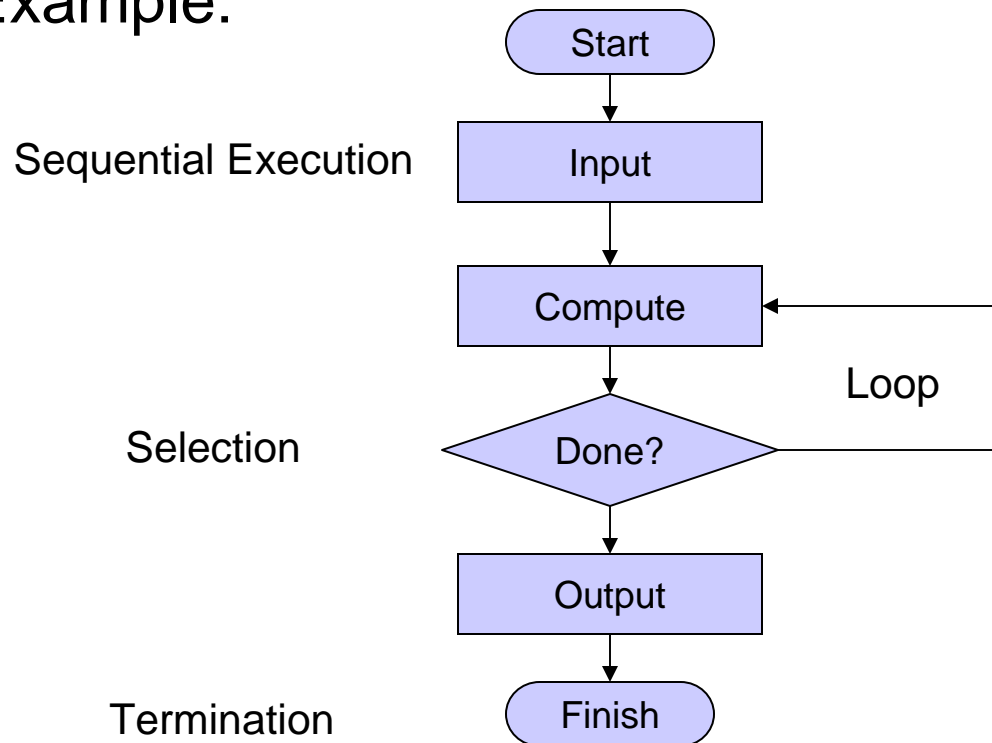 Example:
Start
Sequential Execution
Input
Compute
Loop
Selection
Done?
Output
Termination
Finish